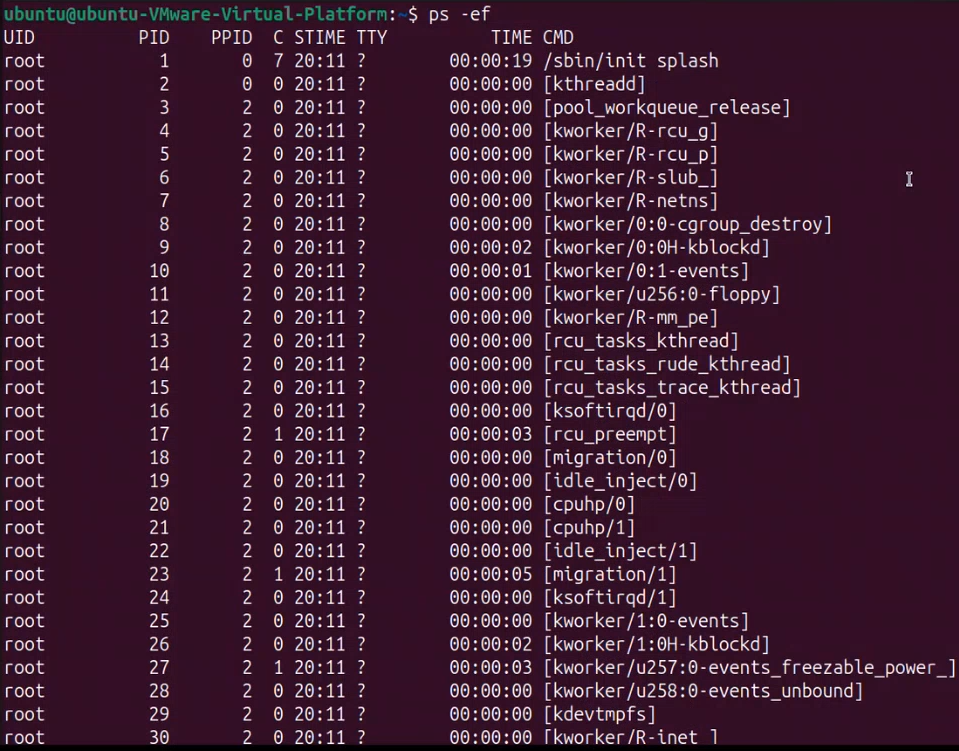 ubuntu@ubuntu-VMware-Virtual-Platform:~$ ps -ef
UID          PID    PPID  C STIME TTY          TIME CMD
root           1       0  7 20:11 ?        00:00:19 /sbin/init splash
root           2       0  0 20:11 ?        00:00:00 [kthreadd]
root           3       2  0 20:11 ?        00:00:00 [pool_workqueue_release]
root           4       2  0 20:11 ?        00:00:00 [kworker/R-rcu_g]
root           5       2  0 20:11 ?        00:00:00 [kworker/R-rcu_p]
root           6       2  0 20:11 ?        00:00:00 [kworker/R-slub_]
root           7       2  0 20:11 ?        00:00:00 [kworker/R-netns]
root           8       2  0 20:11 ?        00:00:00 [kworker/0:0-cgroup_destroy]
root           9       2  0 20:11 ?        00:00:02 [kworker/0:0H-kblockd]
root          10       2  0 20:11 ?        00:00:01 [kworker/0:1-events]
root          11       2  0 20:11 ?        00:00:00 [kworker/u256:0-floppy]
root          12       2  0 20:11 ?        00:00:00 [kworker/R-mm_pe]
root          13       2  0 20:11 ?        00:00:00 [rcu_tasks_kthread]
root          14       2  0 20:11 ?        00:00:00 [rcu_tasks_rude_kthread]
root          15       2  0 20:11 ?        00:00:00 [rcu_tasks_trace_kthread]
root          16       2  0 20:11 ?        00:00:00 [ksoftirqd/0]
root          17       2  1 20:11 ?        00:00:03 [rcu_preempt]
root          18       2  0 20:11 ?        00:00:00 [migration/0]
root          19       2  0 20:11 ?        00:00:00 [idle_inject/0]
root          20       2  0 20:11 ?        00:00:00 [cpuhp/0]
root          21       2  0 20:11 ?        00:00:00 [cpuhp/1]
root          22       2  0 20:11 ?        00:00:00 [idle_inject/1]
root          23       2  1 20:11 ?        00:00:05 [migration/1]
root          24       2  0 20:11 ?        00:00:00 [ksoftirqd/1]
root          25       2  0 20:11 ?        00:00:00 [kworker/1:0-events]
root          26       2  0 20:11 ?        00:00:02 [kworker/1:0H-kblockd]
root          27       2  1 20:11 ?        00:00:03 [kworker/u257:0-events_freezable_power_]
root          28       2  0 20:11 ?        00:00:00 [kworker/u258:0-events_unbound]
root          29       2  0 20:11 ?        00:00:00 [kdevtmpfs]
root          30       2  0 20:11 ?        00:00:00 [kworker/R-inet_]